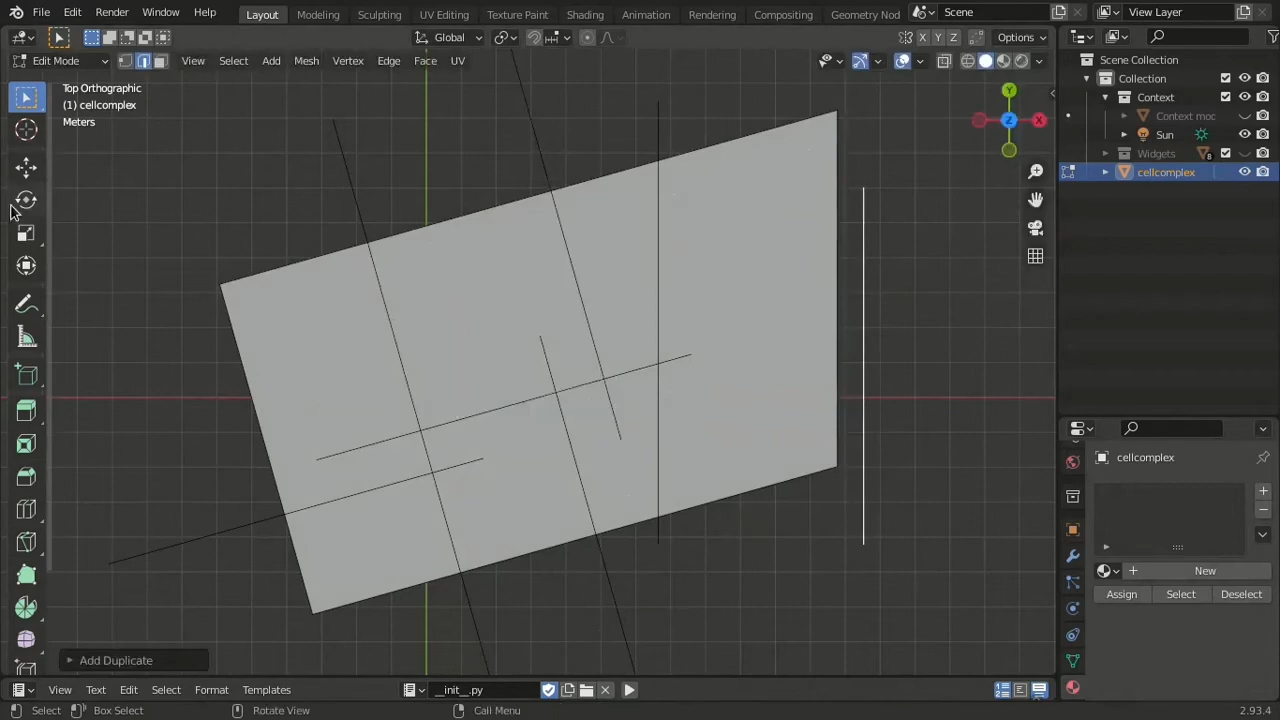 File Edit Render Window Help Layout Modeling Sculpting UV Editing Texture Paint Shading Animation Rendering Compositing Geometry Nod Scene View Layer
Global X Y Z Options
Edit Mode View Select Add Mesh Vertex Edge Face UV
Top Orthographic
(1) cellcomplex
Meters
Y
Z
X
Scene Collection
Collection
Context
Context moc
Sun
Widgets 8
cellcomplex
cellcomplex
New
Assign Select Deselect
Add Duplicate
View Text Edit Select Format Templates __init__.py
Select Box Select Rotate View Call Menu 2.93.4